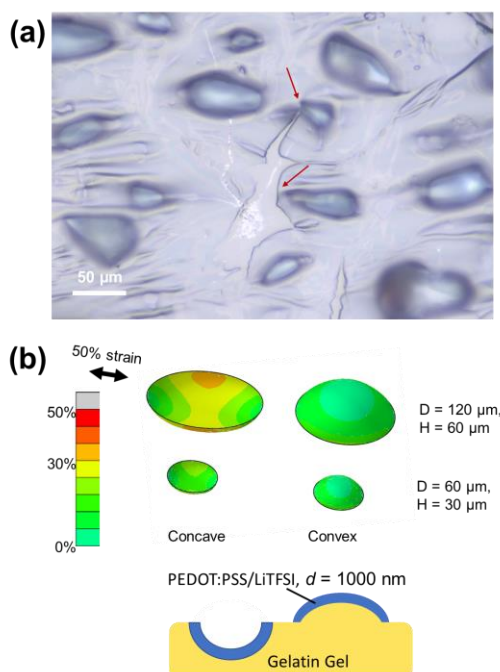 (a)
50 µm
(b)
50% strain
50%
30%
0%
D = 120 µm,
H = 60 µm
D = 60 µm,
H = 30 µm
Concave
Convex
PEDOT:PSS/LiTFSI, d = 1000 nm
Gelatin Gel